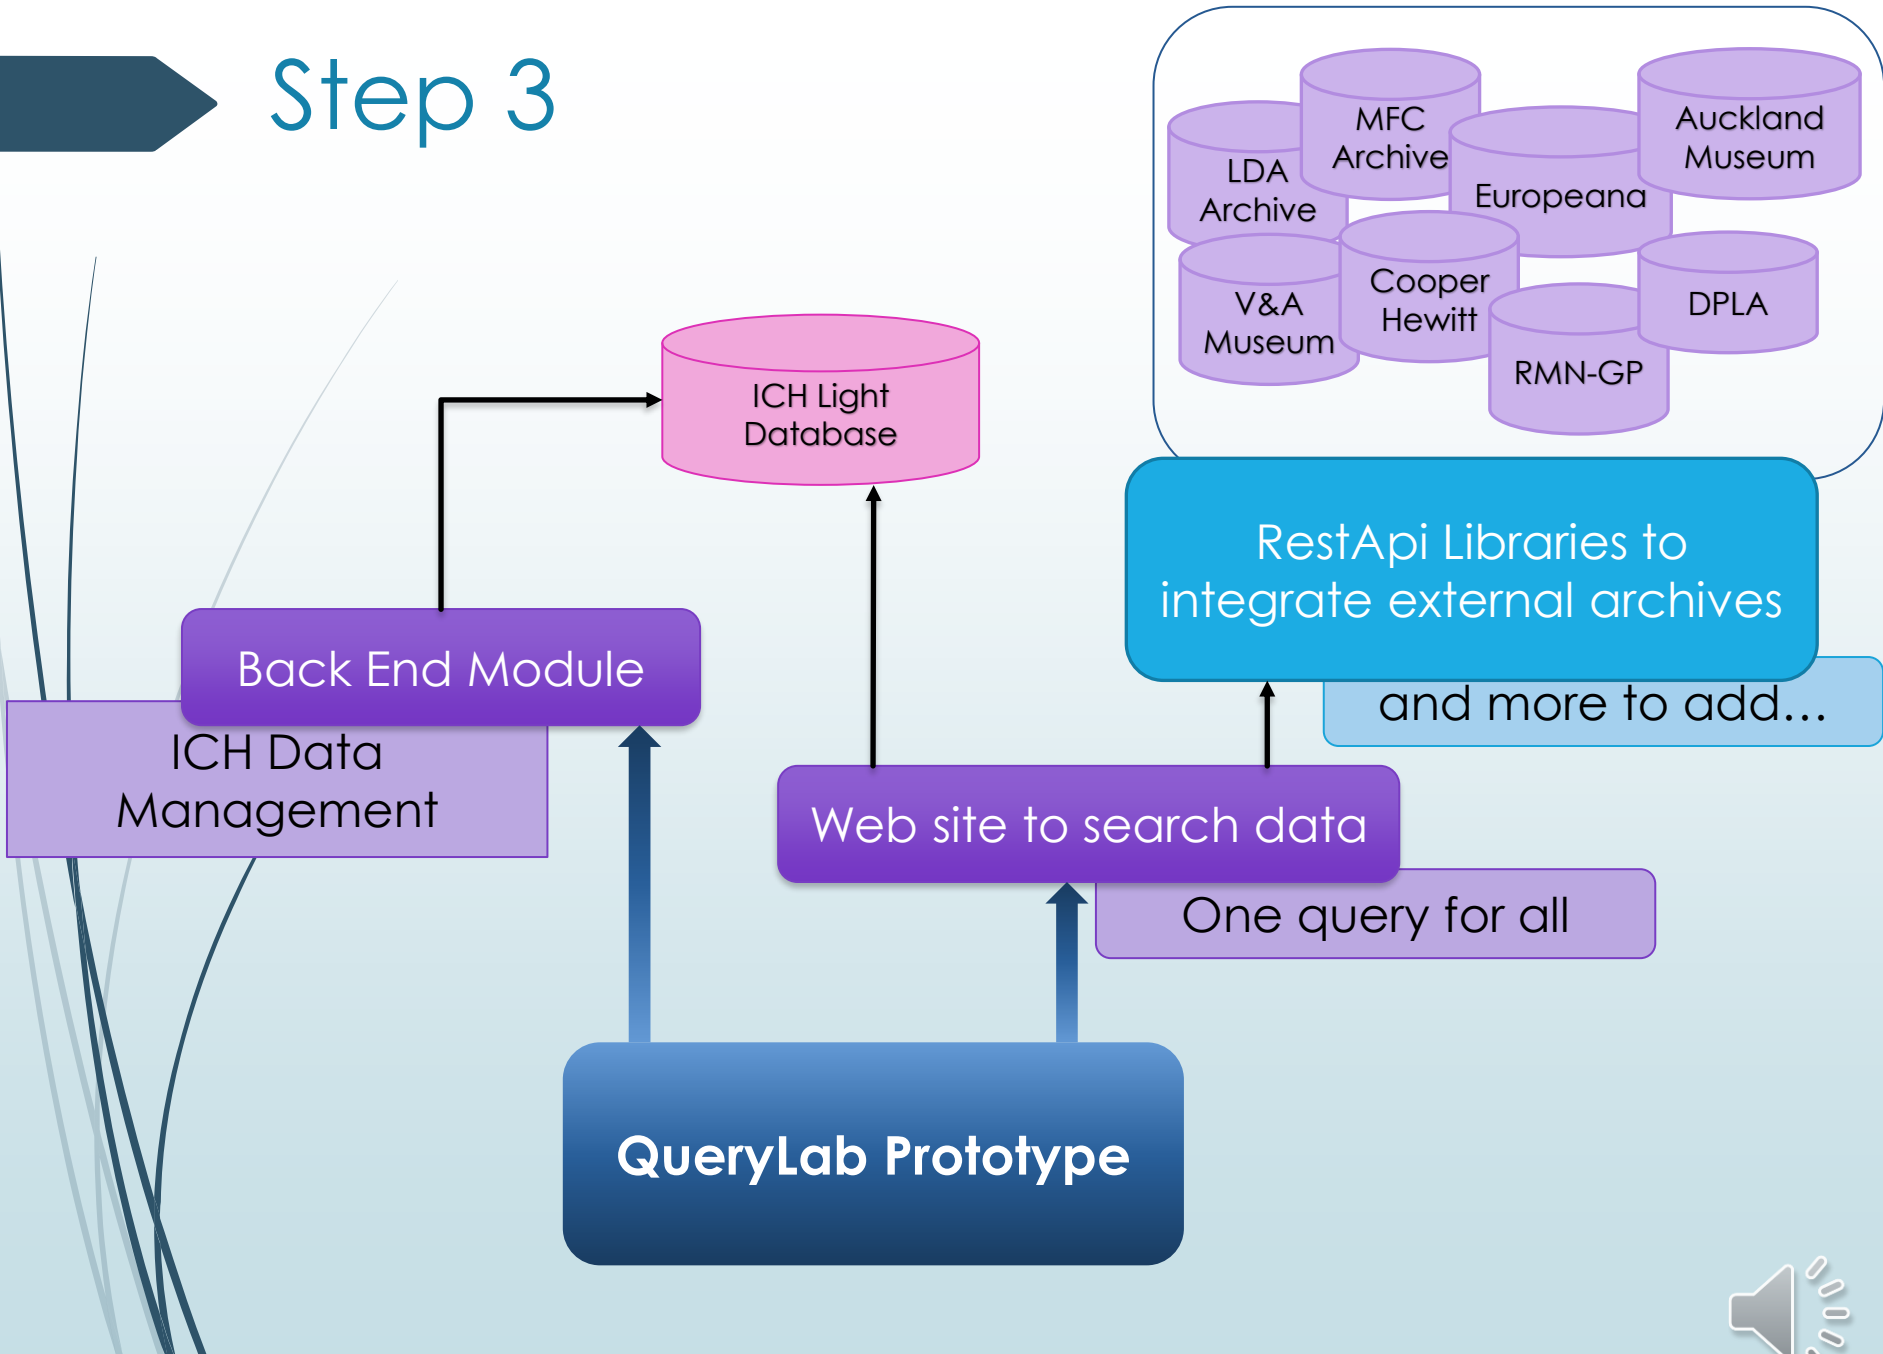 Step 3
MFC
Archive
Auckland
Museum
LDA
Archive
Europeana
Cooper
Hewitt
V&A
Museum
DPLA
RMN-GP
ICH Light
Database
RestApi Libraries to
integrate external archives
and more to add...
Back End Module
ICH Data
Management
Web site to search data
One query for all
QueryLab Prototype